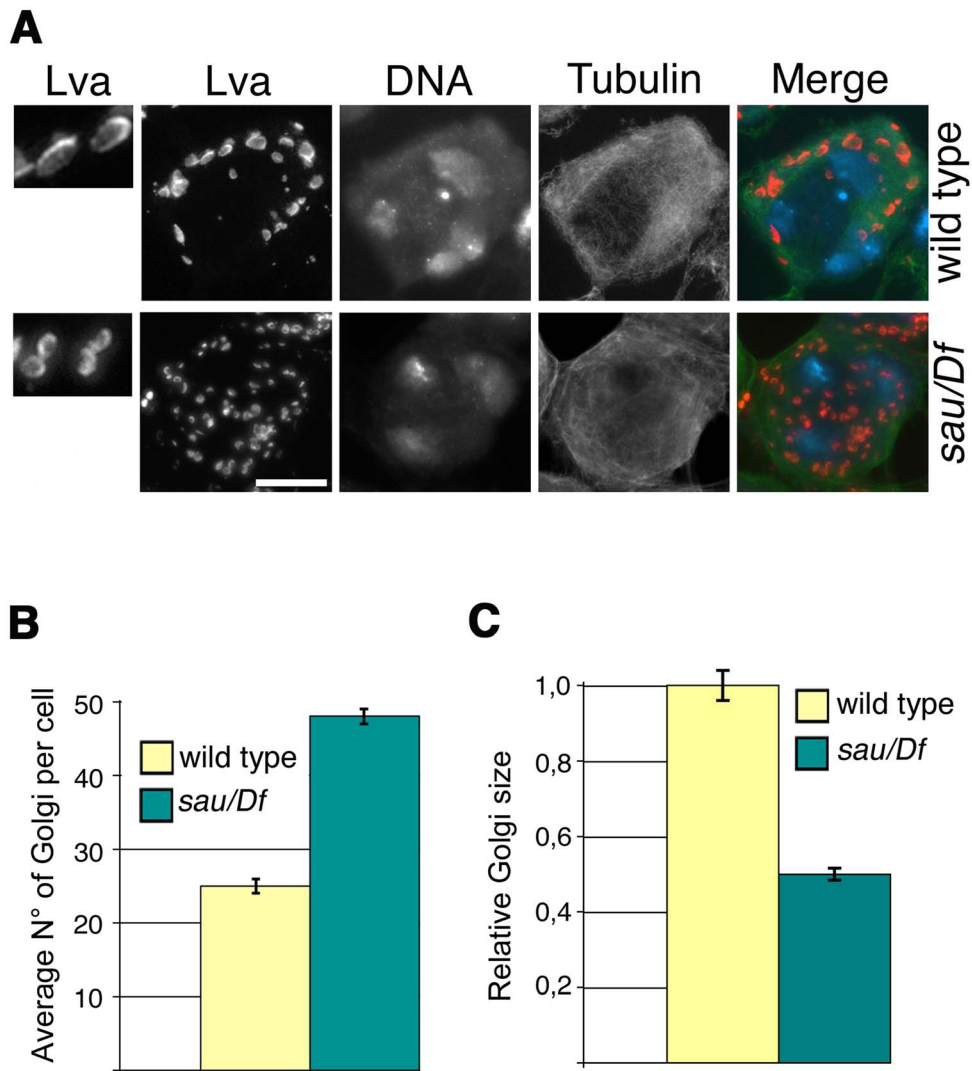 A
Lva Lva DNA Tubulin Merge
wild type
sau/Df
B
Average N° of Golgi per cell
50
40
30
20
10
wild type
sau/Df
C
Relative Golgi size
1,0
0,8
0,6
0,4
0,2
wild type
sau/Df